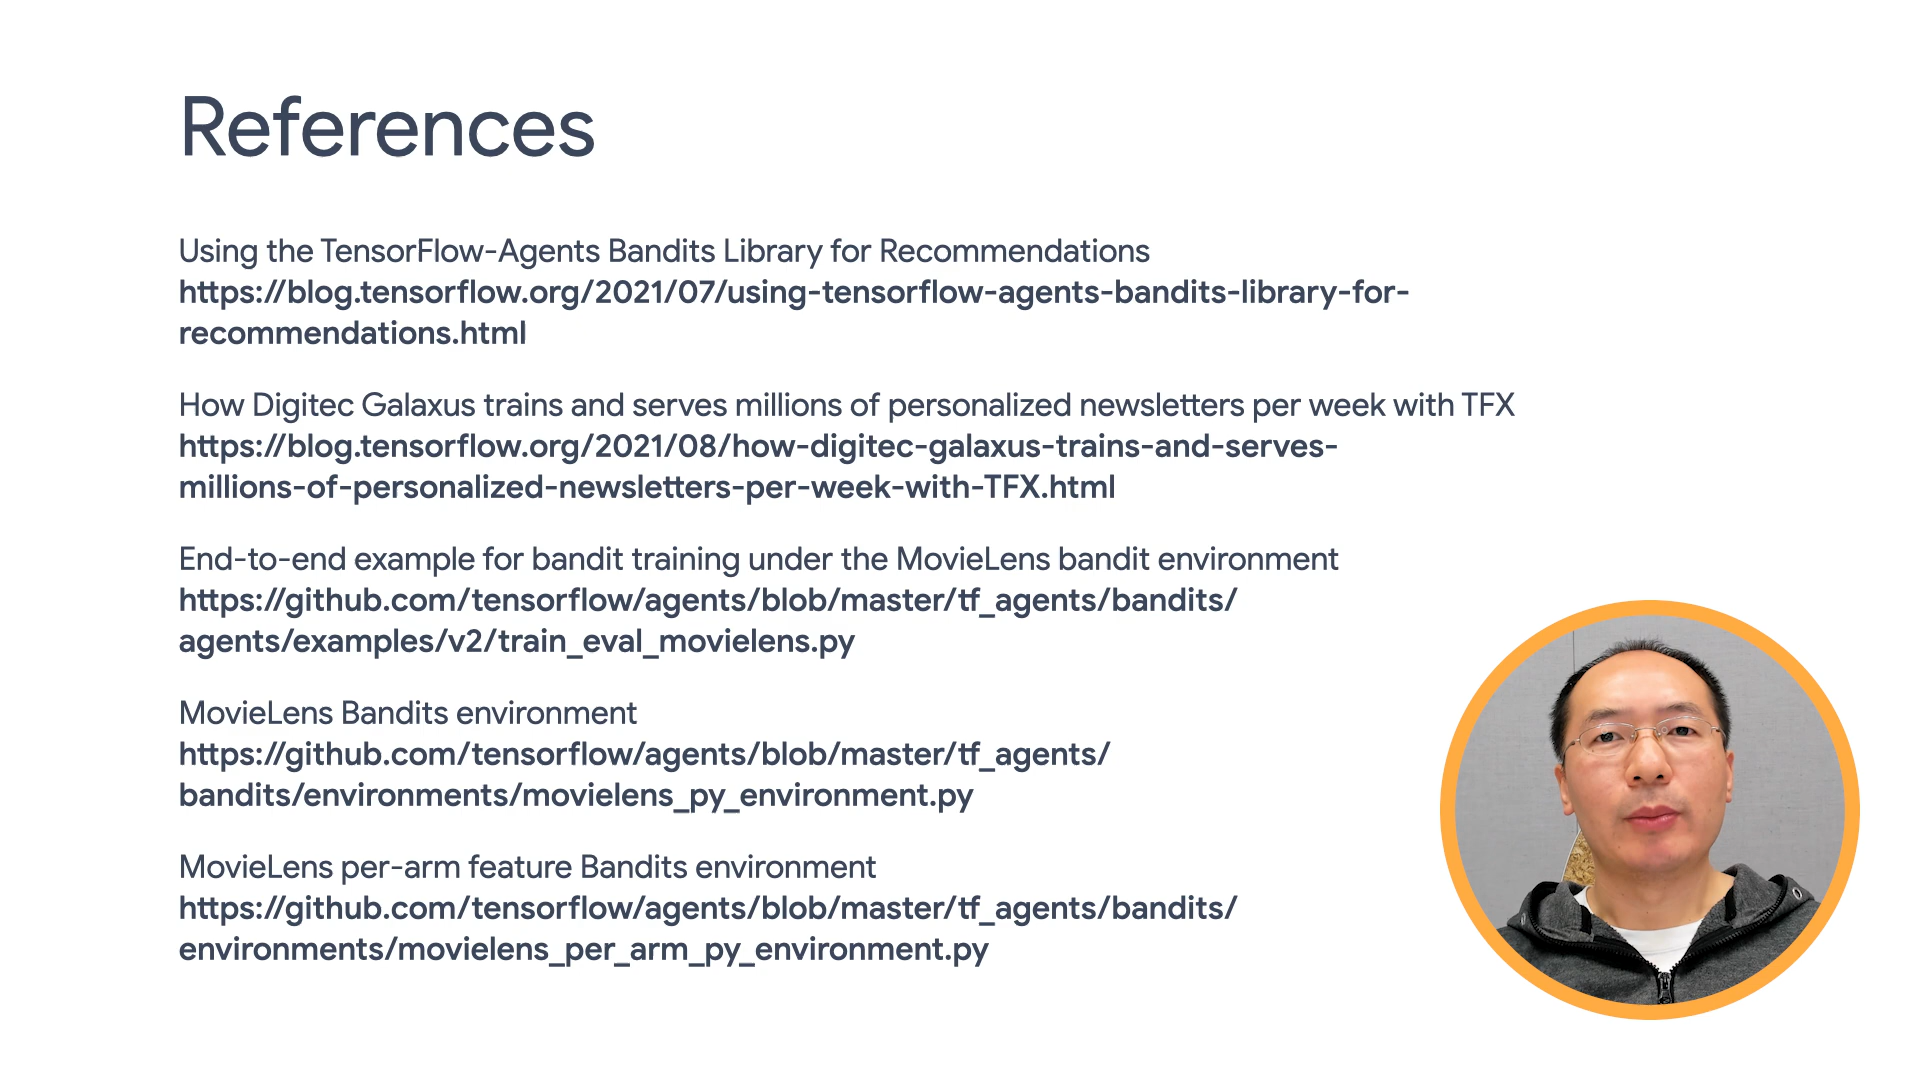 References
Using the TensorFlow-Agents Bandits Library for Recommendations
https://blog.tensorflow.org/2021/07/using-tensorflow-agents-bandits-library-for-
recommendations.html
How Digitec Galaxus trains and serves millions of personalized newsletters per week with TFX
https://blog.tensorflow.org/2021/08/how-digitec-galaxus-trains-and-serves-
millions-of-personalized-newsletters-per-week-with-TFX.html
End-to-end example for bandit training under the MovieLens bandit environment
https://github.com/tensorflow/agents/blob/master/tf_agents/bandits/
agents/examples/v2/train_eval_movielens.py
MovieLens Bandits environment
https://github.com/tensorflow/agents/blob/master/tf_agents/
bandits/environments/movielens_py_environment.py
MovieLens per-arm feature Bandits environment
https://github.com/tensorflow/agents/blob/master/tf_agents/bandits/
environments/movielens_per_arm_py_environment.py